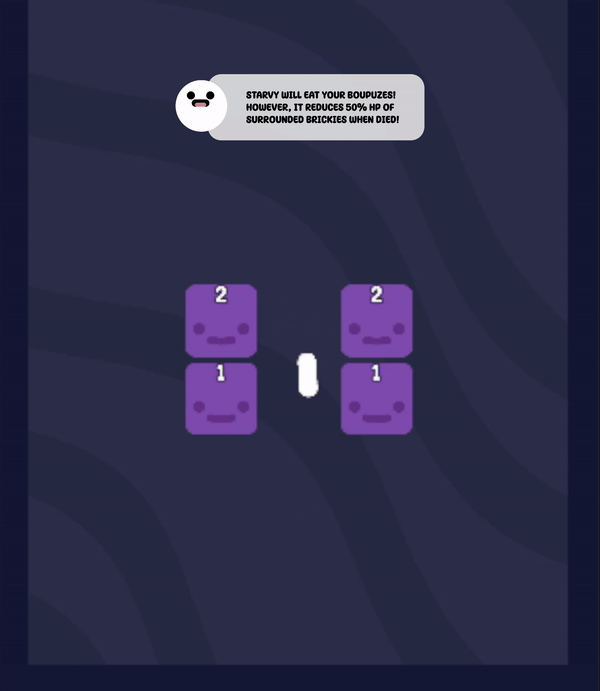 STARVY WILL EAT YOUR BOUPUZES!
HOWEVER, IT REDUCES 50% HP OF
SURROUNDED BRICKIES WHEN DIED!
2 2
1 1